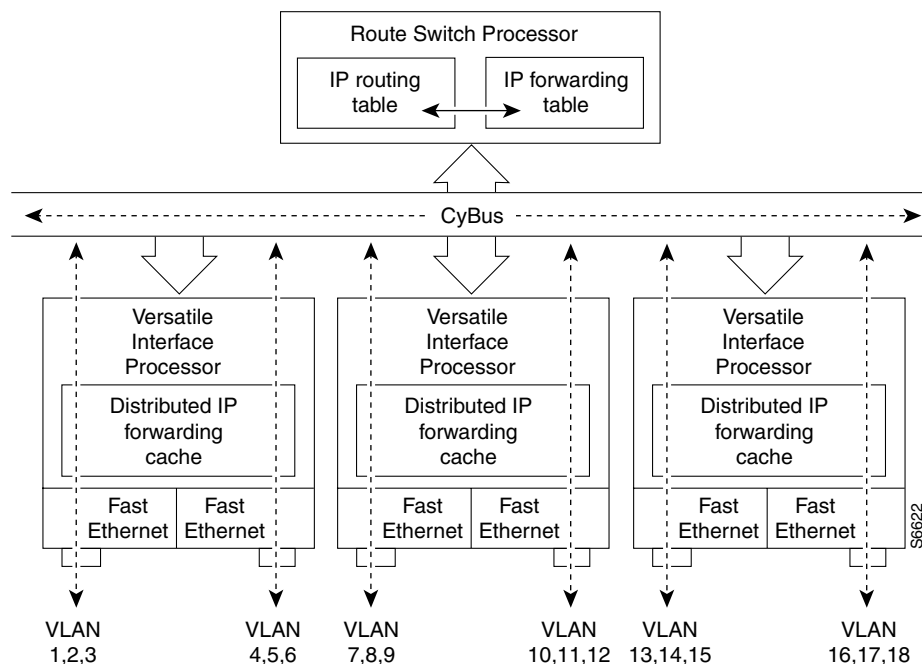 Route Switch Processor
IP routing
table
IP forwarding
table
CyBus
Versatile
Interface
Processor
Distributed IP
forwarding
cache
Fast
Ethernet
Fast
Ethernet
Versatile
Interface
Processor
Distributed IP
forwarding
cache
Fast
Ethernet
Fast
Ethernet
Versatile
Interface
Processor
Distributed IP
forwarding
cache
Fast
Ethernet
Fast
Ethernet
S6622
VLAN
1,2,3
VLAN
4,5,6
VLAN
7,8,9
VLAN
10,11,12
VLAN
13,14,15
VLAN
16,17,18